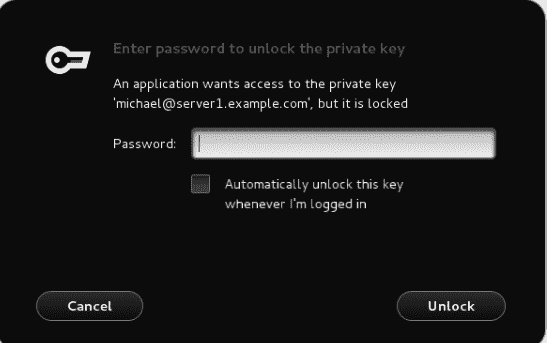 Enter password to unlock the private key
An application wants access to the private key
'michael@server1.example.com', but it is locked
Password:
Automatically unlock this key
whenever I'm logged in
Cancel
Unlock